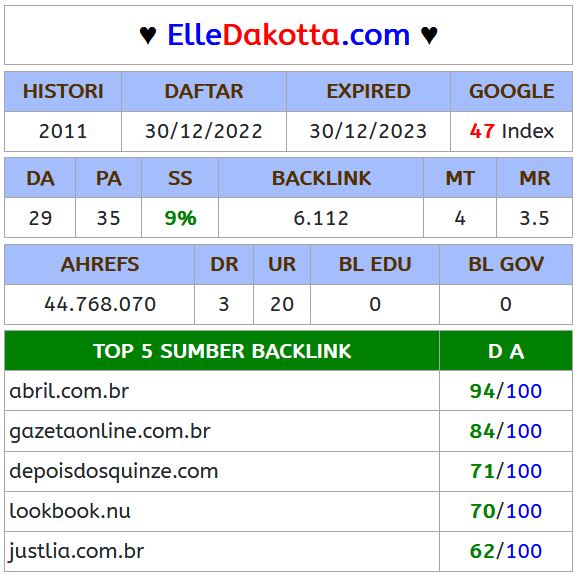 ♥ ElleDakotta.com ♥
HISTORI DAFTAR EXPIRED GOOGLE
2011 30/12/2022 30/12/2023 47 Index
DA PA SS BACKLINK MT MR
29 35 9% 6.112 4 3.5
AHREFS DR UR BL EDU BL GOV
44.768.070 3 20 0 0
TOP 5 SUMBER BACKLINK D A
abril.com.br 94/100
gazetaonline.com.br 84/100
depoisdosquinze.com 71/100
lookbook.nu 70/100
justlia.com.br 62/100